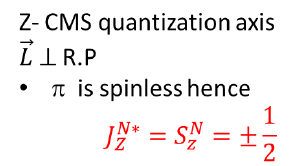 Z- CMS quantization axis
L⃗ ⊥ R.P
• π is spinless hence
J_Z^{N*} = S_Z^N = ± 1/2